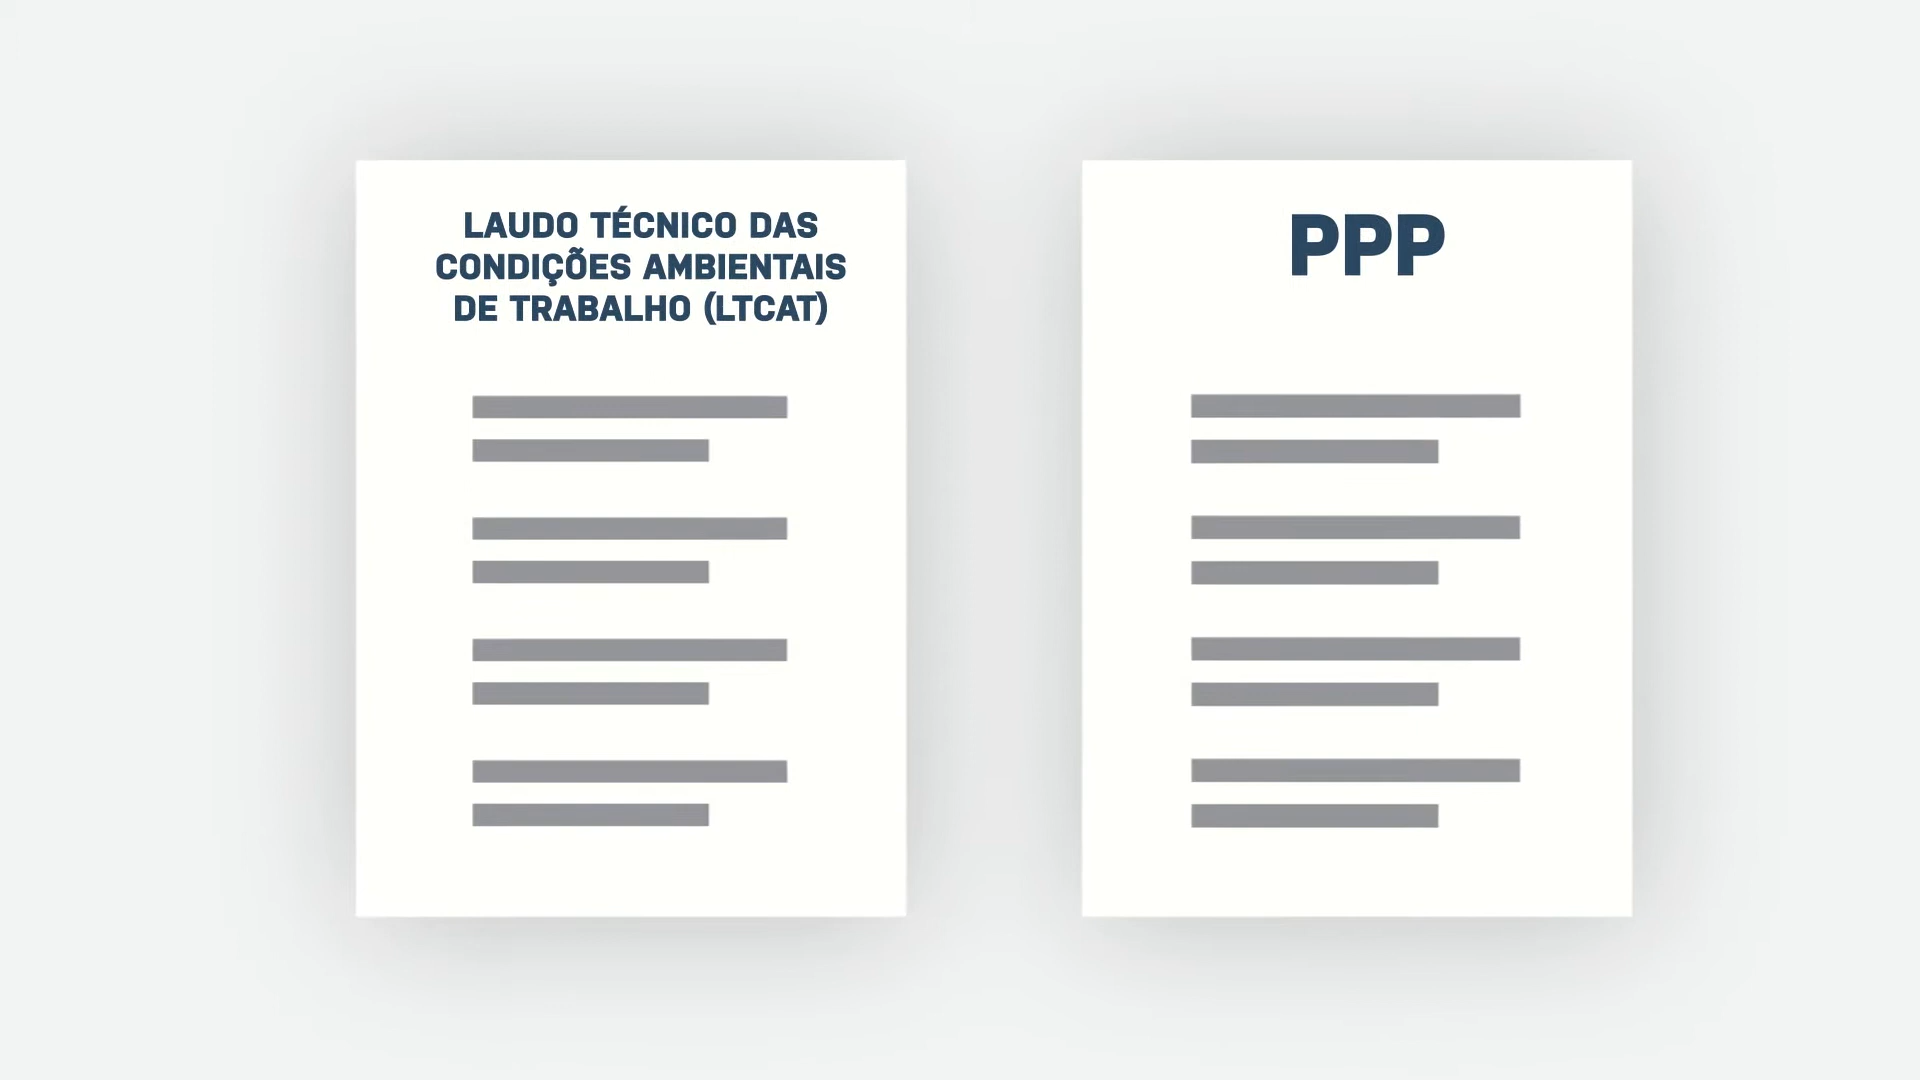 LAUDO TÉCNICO DAS
CONDIÇÕES AMBIENTAIS
DE TRABALHO (LTCAT)
PPP